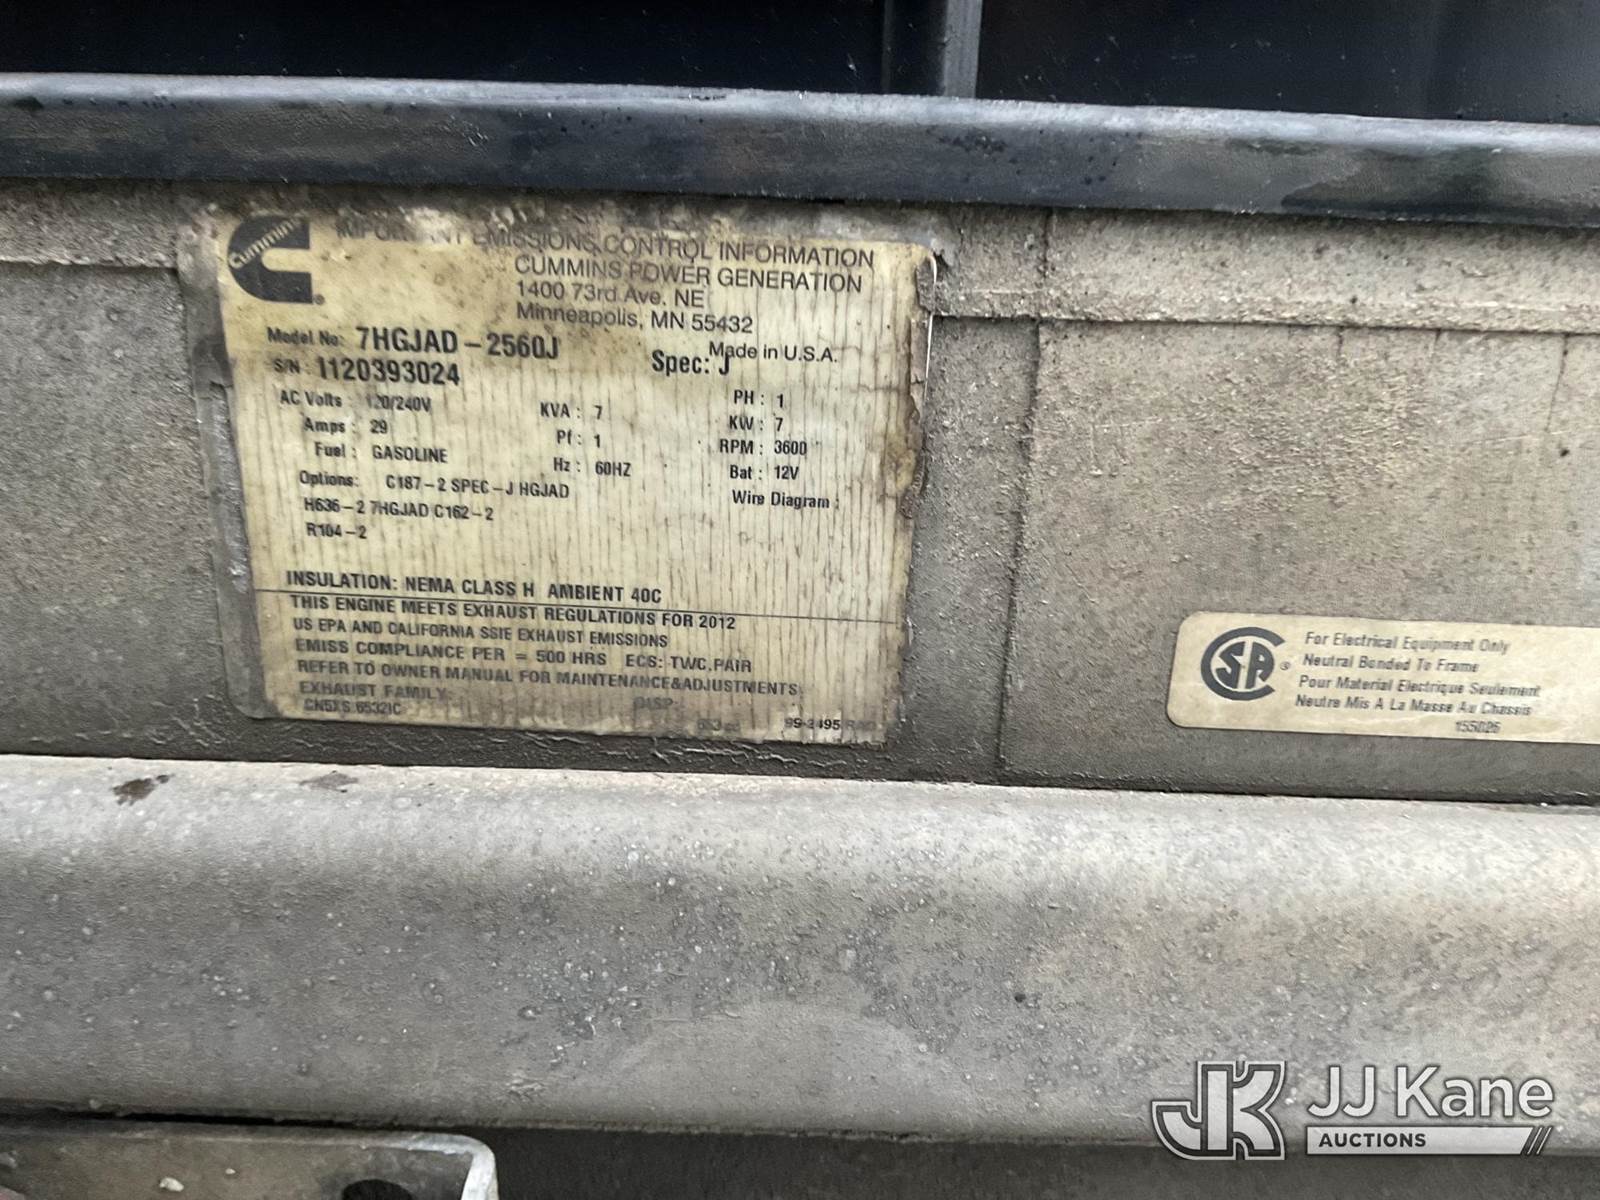 Cummins
IMPORTANT EMISSIONS CONTROL INFORMATION
CUMMINS POWER GENERATION
1400 73rd Ave. NE
Minneapolis, MN 55432
Made in U.S.A.
Model No: 7HGJAD-2560J
Spec: J
S/N: 1120393024
AC Volts: 120/240V KVA: 7 PH: 1
Amps: 29 Pf: 1 KW: 7
Fuel: GASOLINE Hz: 60HZ RPM: 3600
Bat: 12V
Options: C187-2 SPEC-J HGJAD Wire Diagram:
H636-2 7HGJAD C162-2
R104-2
INSULATION: NEMA CLASS H AMBIENT 40C
THIS ENGINE MEETS EXHAUST REGULATIONS FOR 2012
US EPA AND CALIFORNIA SSIE EXHAUST EMISSIONS
EMISS COMPLIANCE PER = 500 HRS ECS: TWC,PAIR
REFER TO OWNER MANUAL FOR MAINTENANCE&ADJUSTMENTS
EXHAUST FAMILY: DISP:
653 cc 99-2495
CSA ®
For Electrical Equipment Only
Neutral Bonded To Frame
Pour Material Electrique Seulement
Neutre Mis A La Masse Au Chassis
155026
JK JJ Kane
AUCTIONS